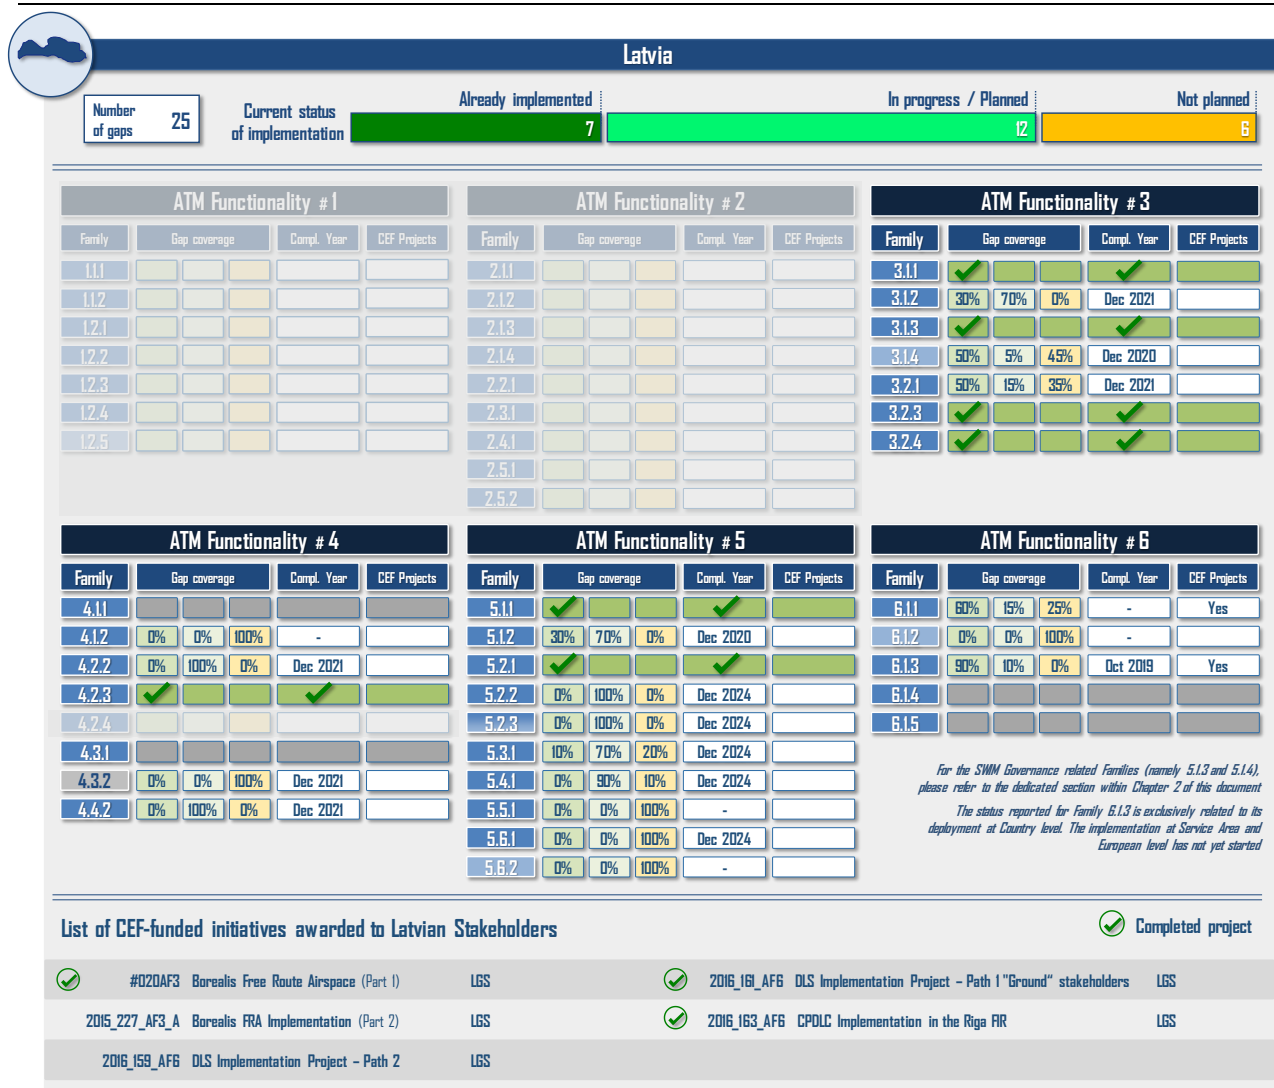 Latvia
Number of gaps 25
Current status of implementation
Already implemented
In progress / Planned
Not planned
7
12
6
ATM Functionality # 1
Family Gap coverage Compl. Year CEF Projects
1.1.1
1.1.2
1.2.1
1.2.2
1.2.3
1.2.4
1.2.5
ATM Functionality # 2
Family Gap coverage Compl. Year CEF Projects
2.1.1
2.1.2
2.1.3
2.1.4
2.2.1
2.3.1
2.4.1
2.5.1
2.5.2
ATM Functionality # 3
Family Gap coverage Compl. Year CEF Projects
3.1.1
3.1.2 30% 70% 0% Dec 2021
3.1.3
3.1.4 50% 5% 45% Dec 2020
3.2.1 50% 15% 35% Dec 2021
3.2.3
3.2.4
ATM Functionality # 4
Family Gap coverage Compl. Year CEF Projects
4.1.1
4.1.2 0% 0% 100% -
4.2.2 0% 100% 0% Dec 2021
4.2.3
4.2.4
4.3.1
4.3.2 0% 0% 100% Dec 2021
4.4.2 0% 100% 0% Dec 2021
ATM Functionality # 5
Family Gap coverage Compl. Year CEF Projects
5.1.1
5.1.2 30% 70% 0% Dec 2020
5.2.1
5.2.2 0% 100% 0% Dec 2024
5.2.3 0% 100% 0% Dec 2024
5.3.1 10% 70% 20% Dec 2024
5.4.1 0% 90% 10% Dec 2024
5.5.1 0% 0% 100% -
5.6.1 0% 0% 100% Dec 2024
5.6.2 0% 0% 100% -
ATM Functionality # 6
Family Gap coverage Compl. Year CEF Projects
6.1.1 60% 15% 25% - Yes
6.1.2 0% 0% 100% -
6.1.3 90% 10% 0% Oct 2019 Yes
6.1.4
6.1.5
For the SWIM Governance related Families (namely 5.1.3 and 5.1.4),
please refer to the dedicated section within Chapter 2 of this document
The status reported for Family 6.1.3 is exclusively related to its
deployment at Country level. The implementation at Service Area and
European level has not yet started
List of CEF-funded initiatives awarded to Latvian Stakeholders
Completed project
#020AF3 Borealis Free Route Airspace (Part 1) LGS
2016_161_AF6 DLS Implementation Project – Path 1 "Ground" stakeholders LGS
2015_227_AF3_A Borealis FRA Implementation (Part 2) LGS
2016_163_AF6 CPDLC Implementation in the Riga FIR LGS
2016_159_AF6 DLS Implementation Project – Path 2 LGS